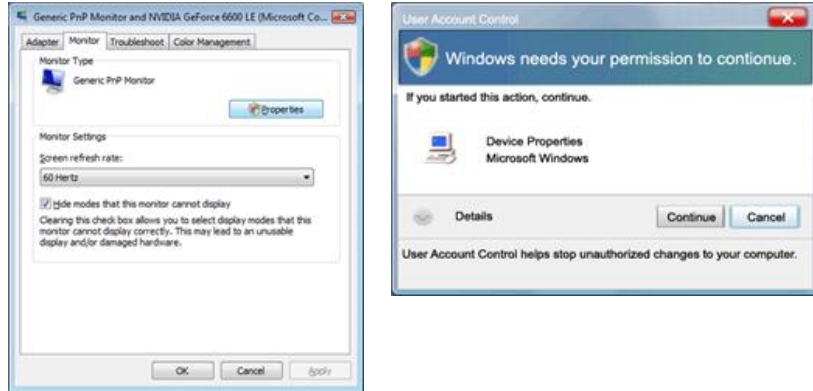 Generic PnP Monitor and NVIDIA GeForce 6600 LE (Microsoft Co...
Adapter Monitor Troubleshoot Color Management
Monitor Type
Generic PnP Monitor
Properties
Monitor Settings
Screen refresh rate:
60 Hertz
Hide modes that this monitor cannot display
Clearing this check box allows you to select display modes that this
monitor cannot display correctly. This may lead to an unusable
display and/or damaged hardware.
OK Cancel Apply
User Account Control
Windows needs your permission to contionue.
If you started this action, continue.
Device Properties
Microsoft Windows
Details Continue Cancel
User Account Control helps stop unauthorized changes to your computer.